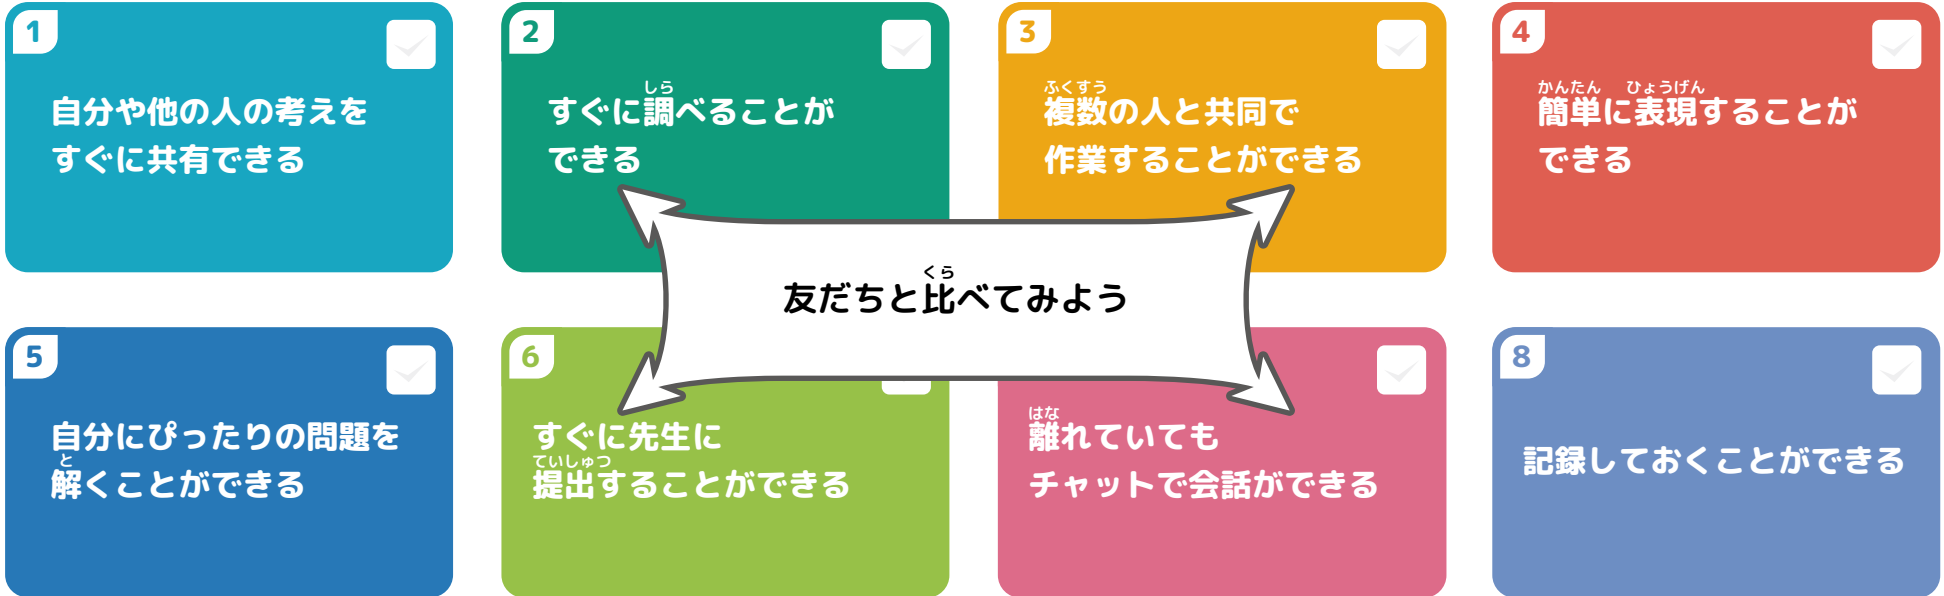 1
自分や他の人の考えを
すぐに共有できる
2
しら
すぐに調べることが
できる
3
ふくすう
複数の人と共同で
作業することができる
4
かんたん ひょうげん
簡単に表現することが
できる
くら
友だちと比べてみよう
5
自分にぴったりの問題を
と
解くことができる
6
すぐに先生に
ていしゅつ
提出することができる
はな
離れていても
チャットで会話ができる
8
記録しておくことができる